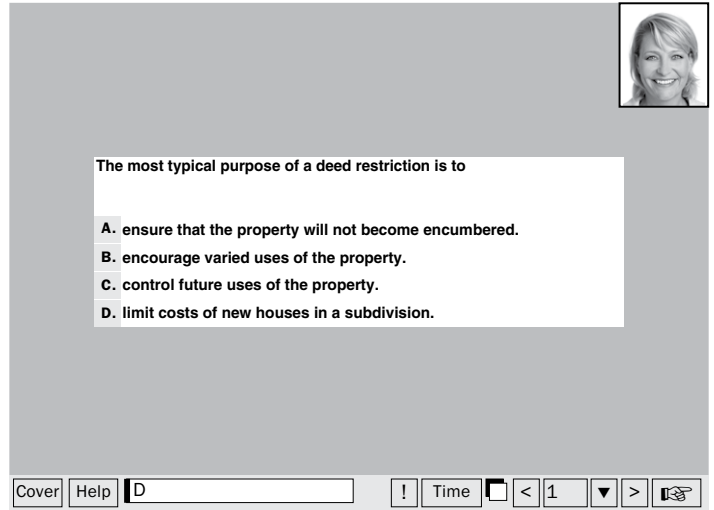 The most typical purpose of a deed restriction is to
A. ensure that the property will not become encumbered.
B. encourage varied uses of the property.
C. control future uses of the property.
D. limit costs of new houses in a subdivision.
Cover Help D ! Time < 1 ▼ > ☞